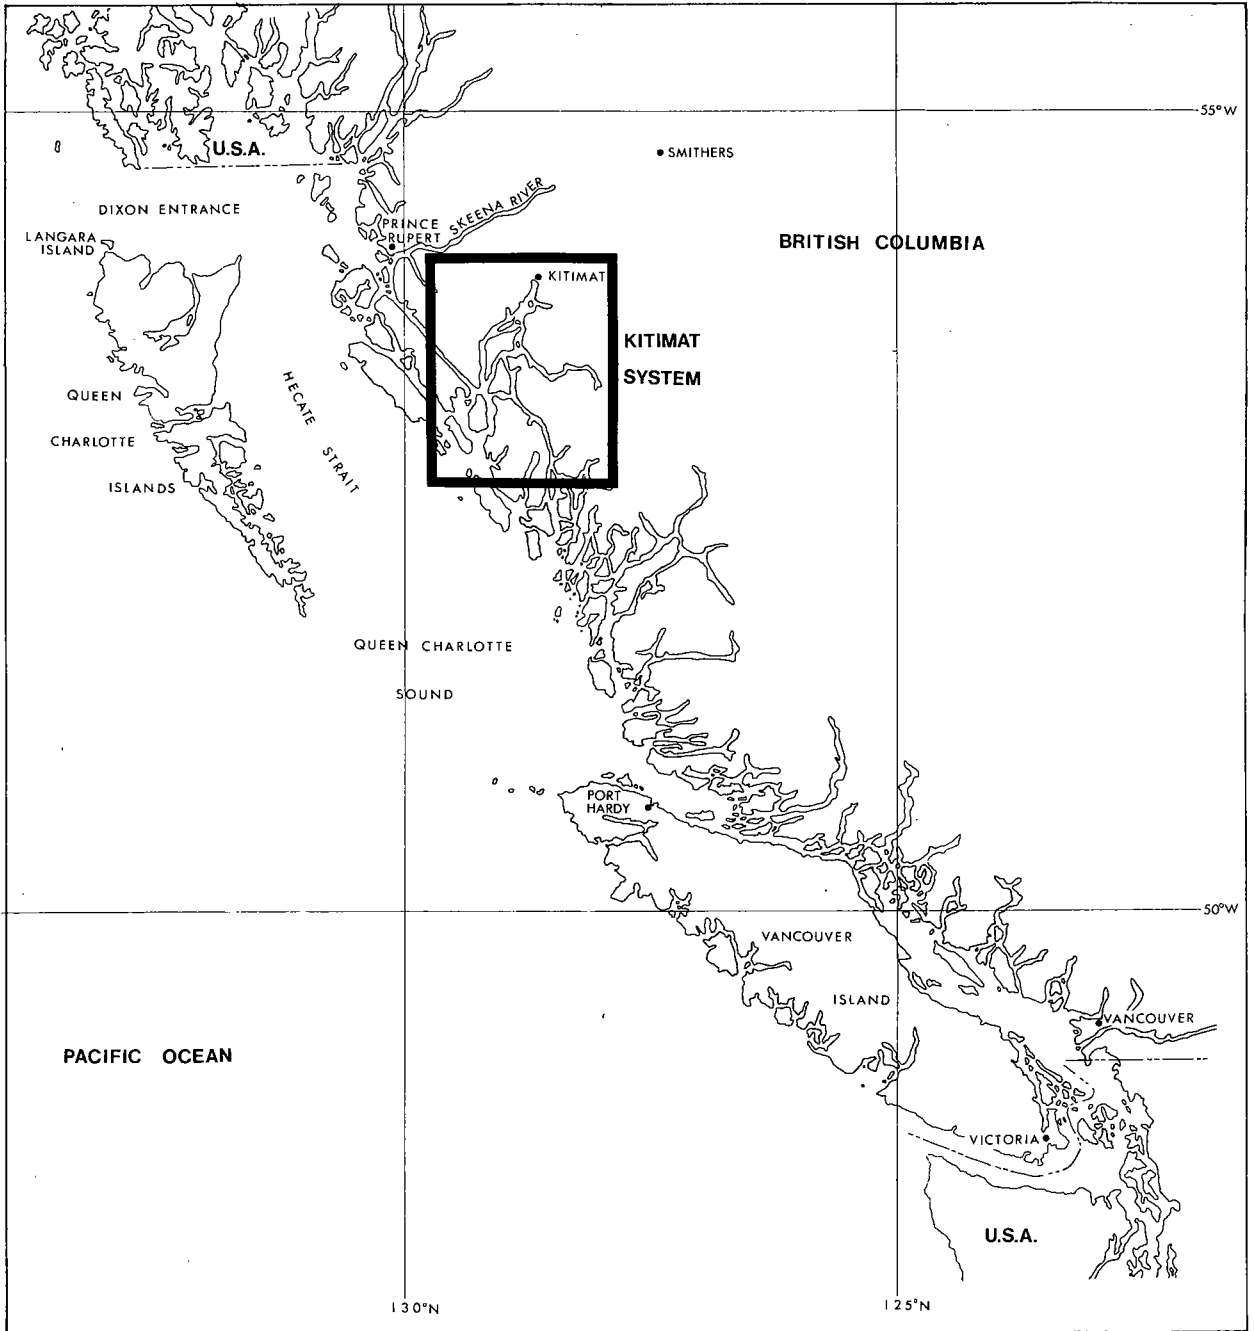 55°W
U.S.A.
SMITHERS
DIXON ENTRANCE
SKEENA RIVER
PRINCE
RUPERT
LANGARA
ISLAND
BRITISH COLUMBIA
KITIMAT
KITIMAT
SYSTEM
HECATE STRAIT
QUEEN
CHARLOTTE
ISLANDS
QUEEN CHARLOTTE
SOUND
PORT
HARDY
50°W
VANCOUVER
ISLAND
VANCOUVER
PACIFIC OCEAN
VICTORIA
U.S.A.
130°N
125°N